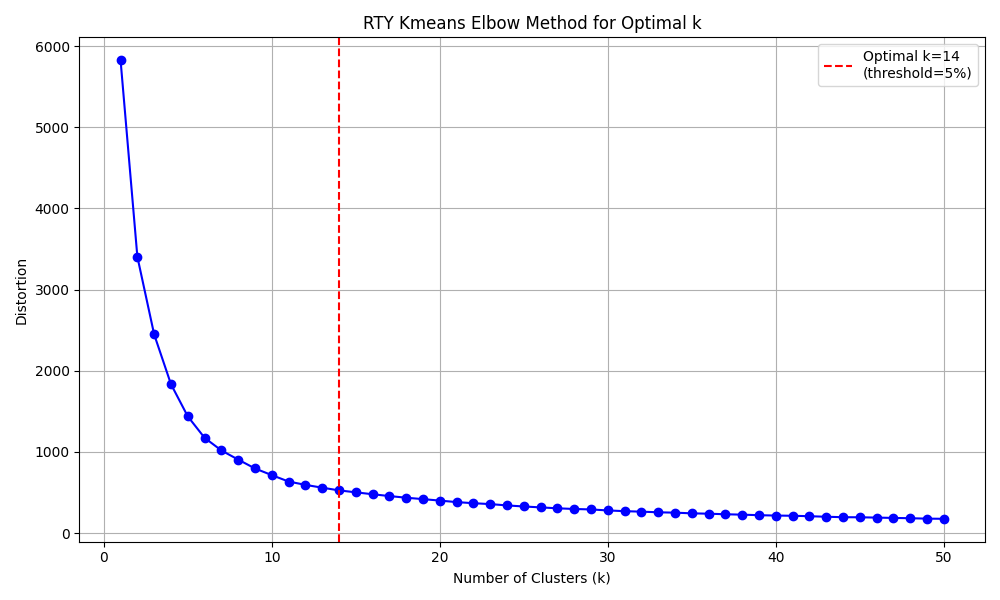 RTY Kmeans Elbow Method for Optimal k
Optimal k=14
(threshold=5%)
6000
5000
4000
3000
2000
1000
0
Distortion
0 10 20 30 40 50
Number of Clusters (k)